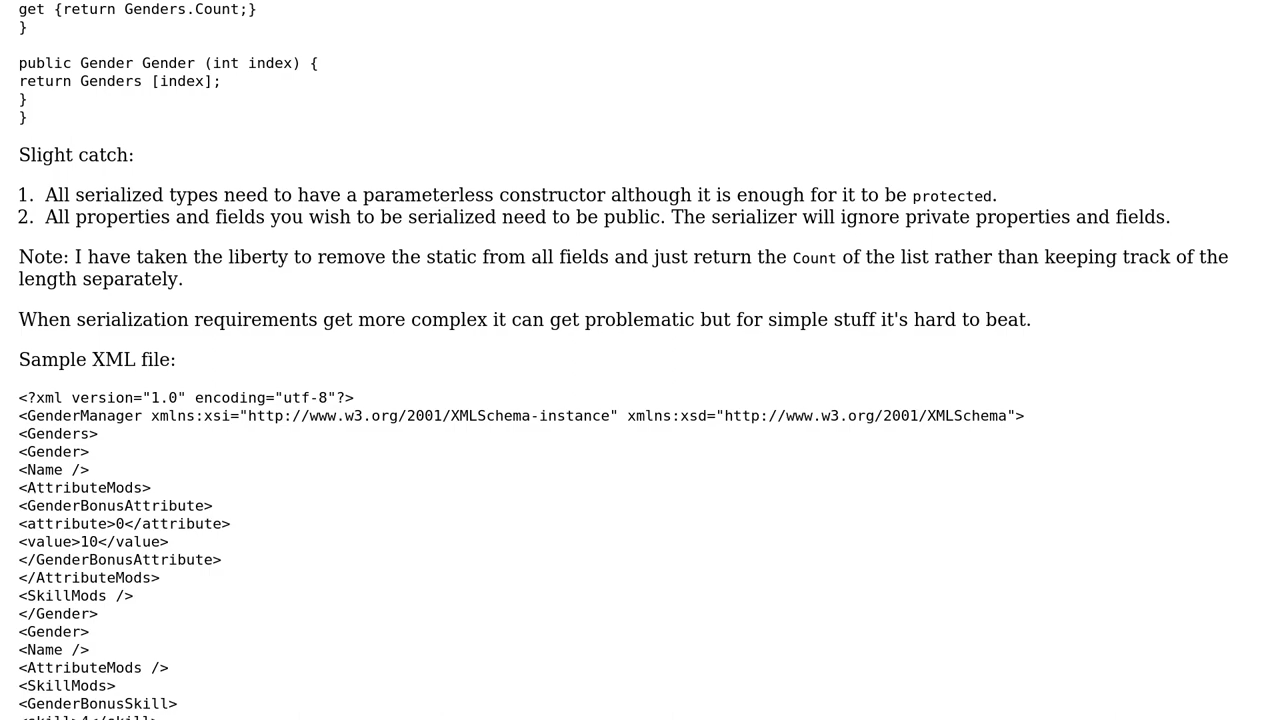 get {return Genders.Count;}
}
public Gender Gender (int index) {
return Genders [index];
}
}
Slight catch:
1. All serialized types need to have a parameterless constructor although it is enough for it to be protected.
2. All properties and fields you wish to be serialized need to be public. The serializer will ignore private properties and fields.
Note: I have taken the liberty to remove the static from all fields and just return the Count of the list rather than keeping track of the
length separately.
When serialization requirements get more complex it can get problematic but for simple stuff it's hard to beat.
Sample XML file:
<?xml version="1.0" encoding="utf-8"?>
<GenderManager xmlns:xsi="http://www.w3.org/2001/XMLSchema-instance" xmlns:xsd="http://www.w3.org/2001/XMLSchema">
<Genders>
<Gender>
<Name />
<AttributeMods>
<GenderBonusAttribute>
<attribute>0</attribute>
<value>10</value>
</GenderBonusAttribute>
</AttributeMods>
<SkillMods />
</Gender>
<Gender>
<Name />
<AttributeMods />
<SkillMods>
<GenderBonusSkill>
<skill>4</skill>